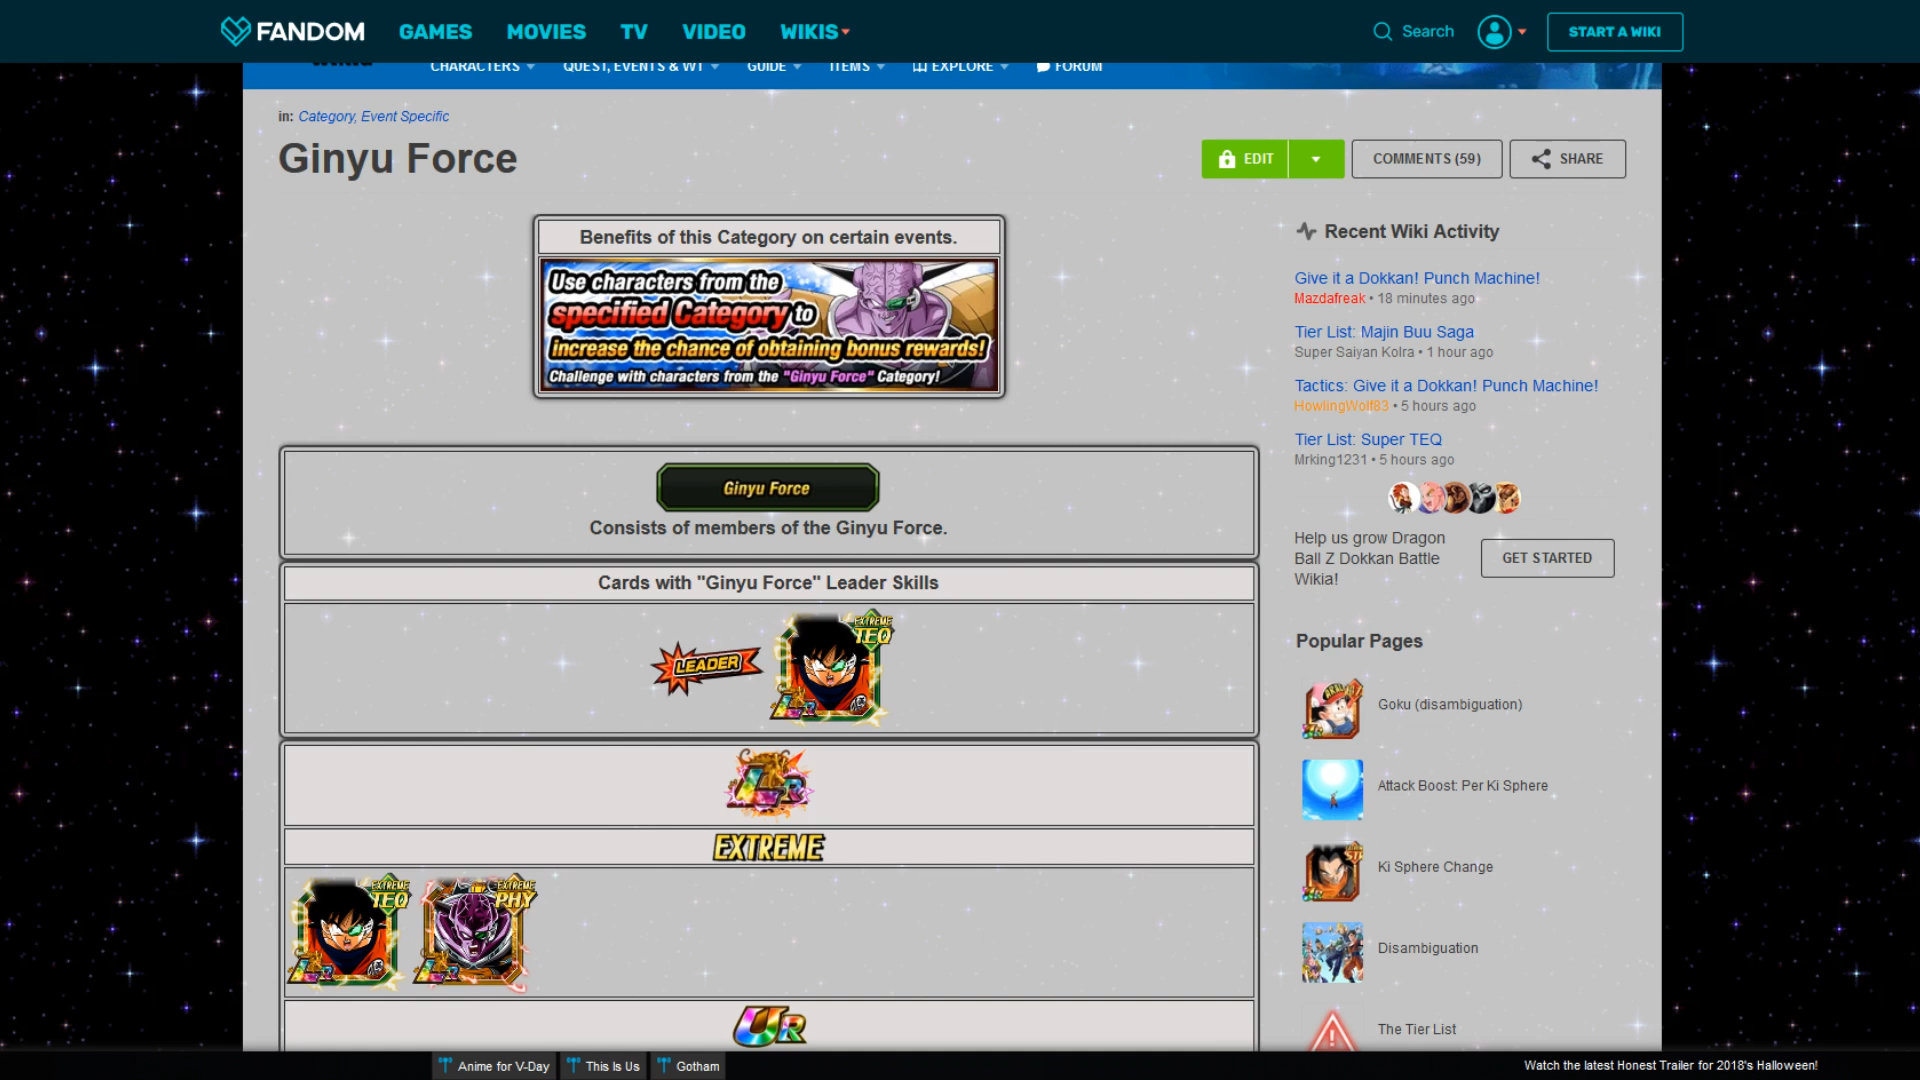 FANDOM GAMES MOVIES TV VIDEO WIKIS Search START A WIKI
CHARACTERS QUEST, EVENTS & WT GUIDE ITEMS EXPLORE FORUM
in: Category, Event Specific
Ginyu Force
EDIT COMMENTS (59) SHARE
Benefits of this Category on certain events.
Use characters from the
specified Category to
increase the chance of obtaining bonus rewards!
Challenge with characters from the "Ginyu Force" Category!
Ginyu Force
Consists of members of the Ginyu Force.
Cards with "Ginyu Force" Leader Skills
LEADER
EXTREME
TEQ
LR
LR
EXTREME
EXTREME
TEQ
LR
EXTREME
PHY
LR
UR
Recent Wiki Activity
Give it a Dokkan! Punch Machine!
Mazdafreak • 18 minutes ago
Tier List: Majin Buu Saga
Super Saiyan Kolra • 1 hour ago
Tactics: Give it a Dokkan! Punch Machine!
HowlingWolf83 • 5 hours ago
Tier List: Super TEQ
Mrking1231 • 5 hours ago
Help us grow Dragon
Ball Z Dokkan Battle
Wikia!
GET STARTED
Popular Pages
Goku (disambiguation)
Attack Boost: Per Ki Sphere
Ki Sphere Change
Disambiguation
The Tier List
Anime for V-Day This Is Us Gotham
Watch the latest Honest Trailer for 2018's Halloween!